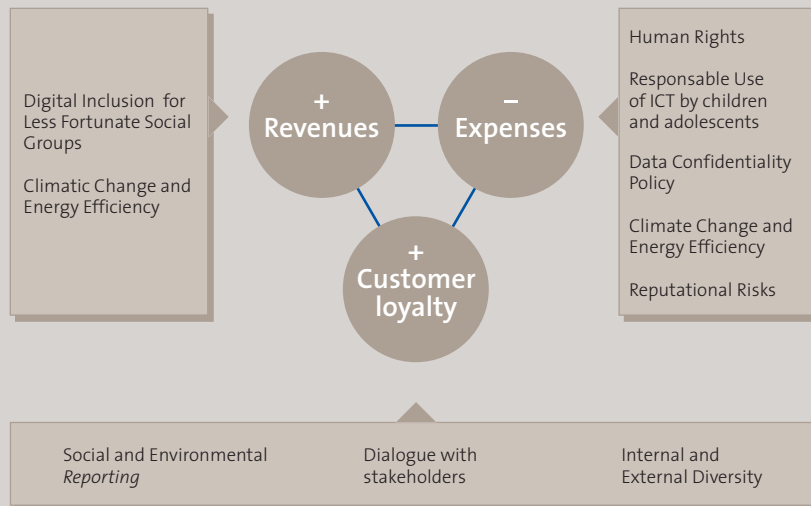 Digital Inclusion for
Less Fortunate Social
Groups
Climatic Change and
Energy Efficiency
+
Revenues
–
Expenses
+
Customer
loyalty
Human Rights
Responsable Use
of ICT by children
and adolescents
Data Confidentiality
Policy
Climate Change and
Energy Efficiency
Reputational Risks
Social and Environmental
Reporting
Dialogue with
stakeholders
Internal and
External Diversity